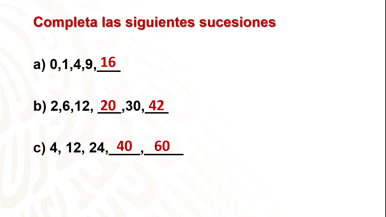 Completa las siguientes sucesiones
a) 0,1,4,9, 16
b) 2,6,12, 20 ,30, 42
c) 4, 12, 24, 40 , 60